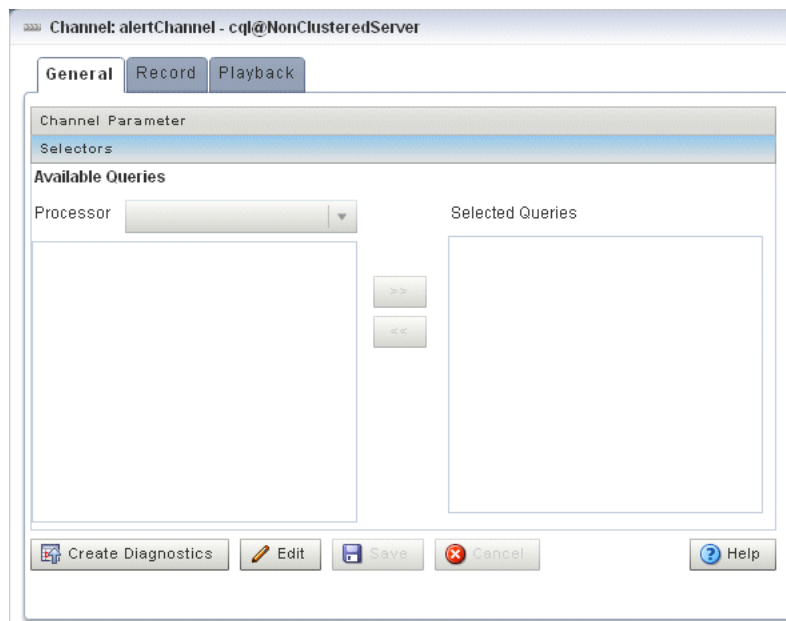 Channel: alertChannel - cql@NonClusteredServer
General Record Playback
Channel Parameter
Selectors
Available Queries
Processor
Selected Queries
>>
<<
Create Diagnostics Edit Save Cancel Help